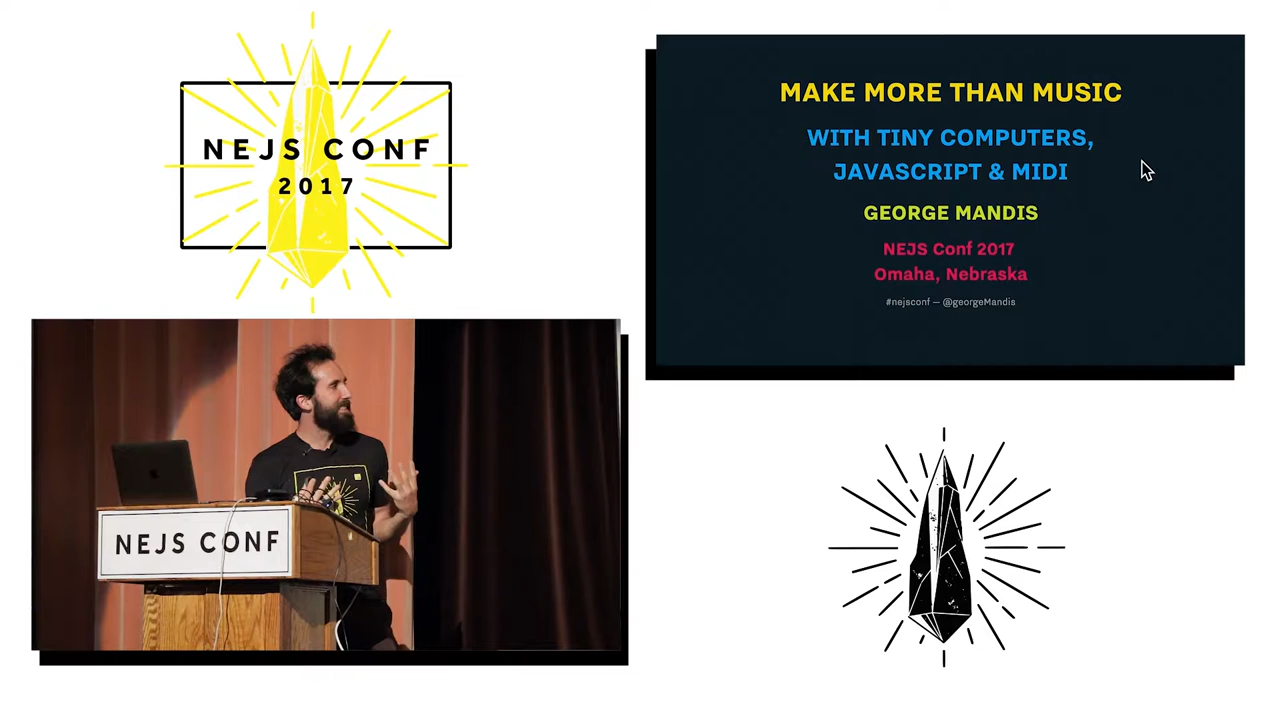 NEJS CONF
2017
MAKE MORE THAN MUSIC
WITH TINY COMPUTERS,
JAVASCRIPT & MIDI
GEORGE MANDIS
NEJS Conf 2017
Omaha, Nebraska
#nejsconf — @georgeMandis
NEJS CONF